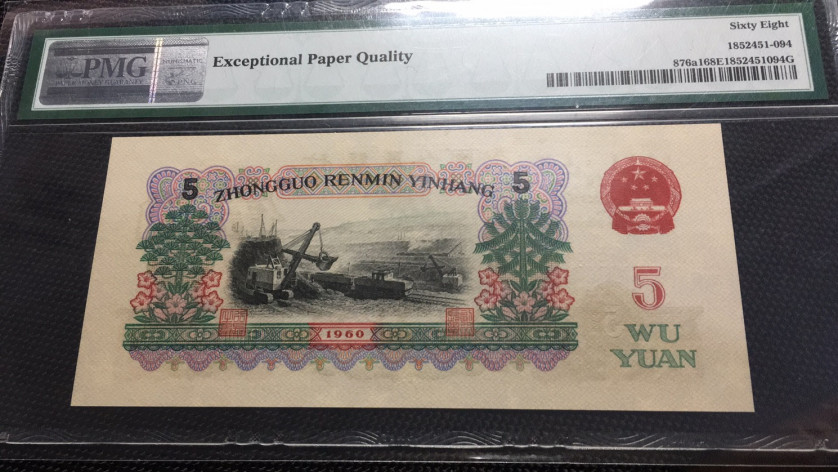 PMG
Exceptional Paper Quality
Sixty Eight
1852451-094
876a168E1852451094G
5 ZHONGGUO RENMIN YINHANG 5
5
WU
YUAN
1960